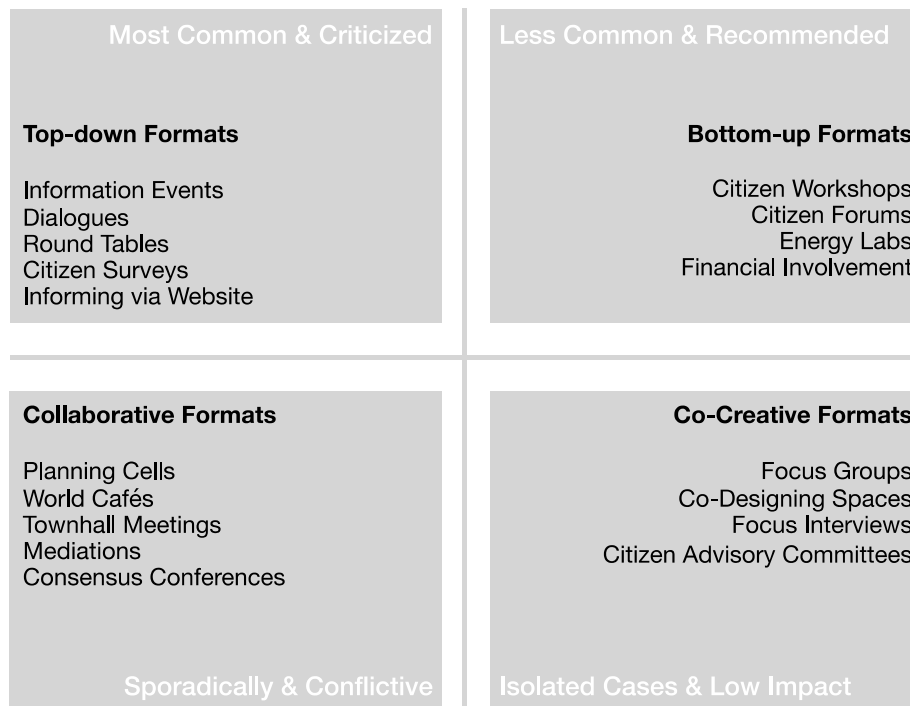 Most Common & Criticized
Top-down Formats
Information Events
Dialogues
Round Tables
Citizen Surveys
Informing via Website
Less Common & Recommended
Bottom-up Formats
Citizen Workshops
Citizen Forums
Energy Labs
Financial Involvement
Collaborative Formats
Planning Cells
World Cafés
Townhall Meetings
Mediations
Consensus Conferences
Sporadically & Conflictive
Co-Creative Formats
Focus Groups
Co-Designing Spaces
Focus Interviews
Citizen Advisory Committees
Isolated Cases & Low Impact